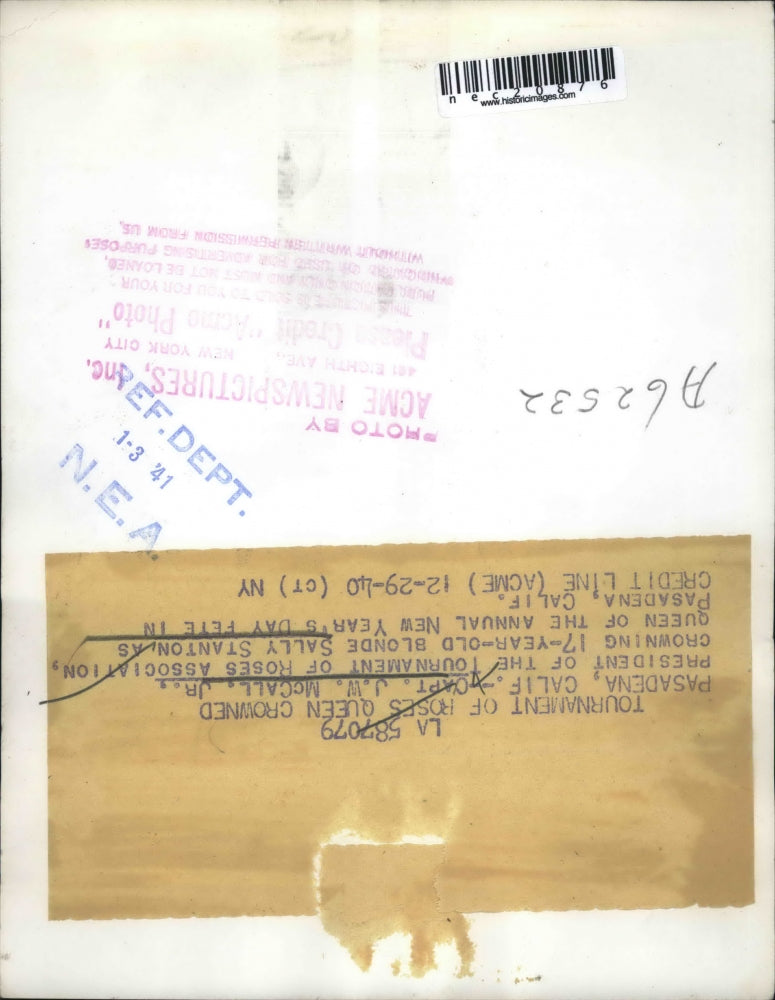 nec20876
www.historicimages.com
A62532
PHOTO BY
ACME NEWSPICTURES, Inc.
461 EIGHTH AVE., NEW YORK CITY
Please Credit "Acme Photo"
THIS PICTURE IS SOLD TO YOU FOR YOUR
PUBLICATION ONLY AND MUST NOT BE LOANED,
SYNDICATED OR USED FOR ADVERTISING PURPOSES
WITHOUT WRITTEN PERMISSION FROM US.
REF. DEPT.
1-3 '41
N.E.A.
LA 587079
TOURNAMENT OF ROSES QUEEN CROWNED
PASADENA, CALIF.--CAPT. J.W. McCALL, JR.,
PRESIDENT OF THE TOURNAMENT OF ROSES ASSOCIATION,
CROWNING 17-YEAR-OLD BLONDE SALLY STANTON AS
QUEEN OF THE ANNUAL NEW YEAR'S DAY FETE IN
PASADENA, CALIF.
CREDIT LINE (ACME) 12-29-40 (CT) NY